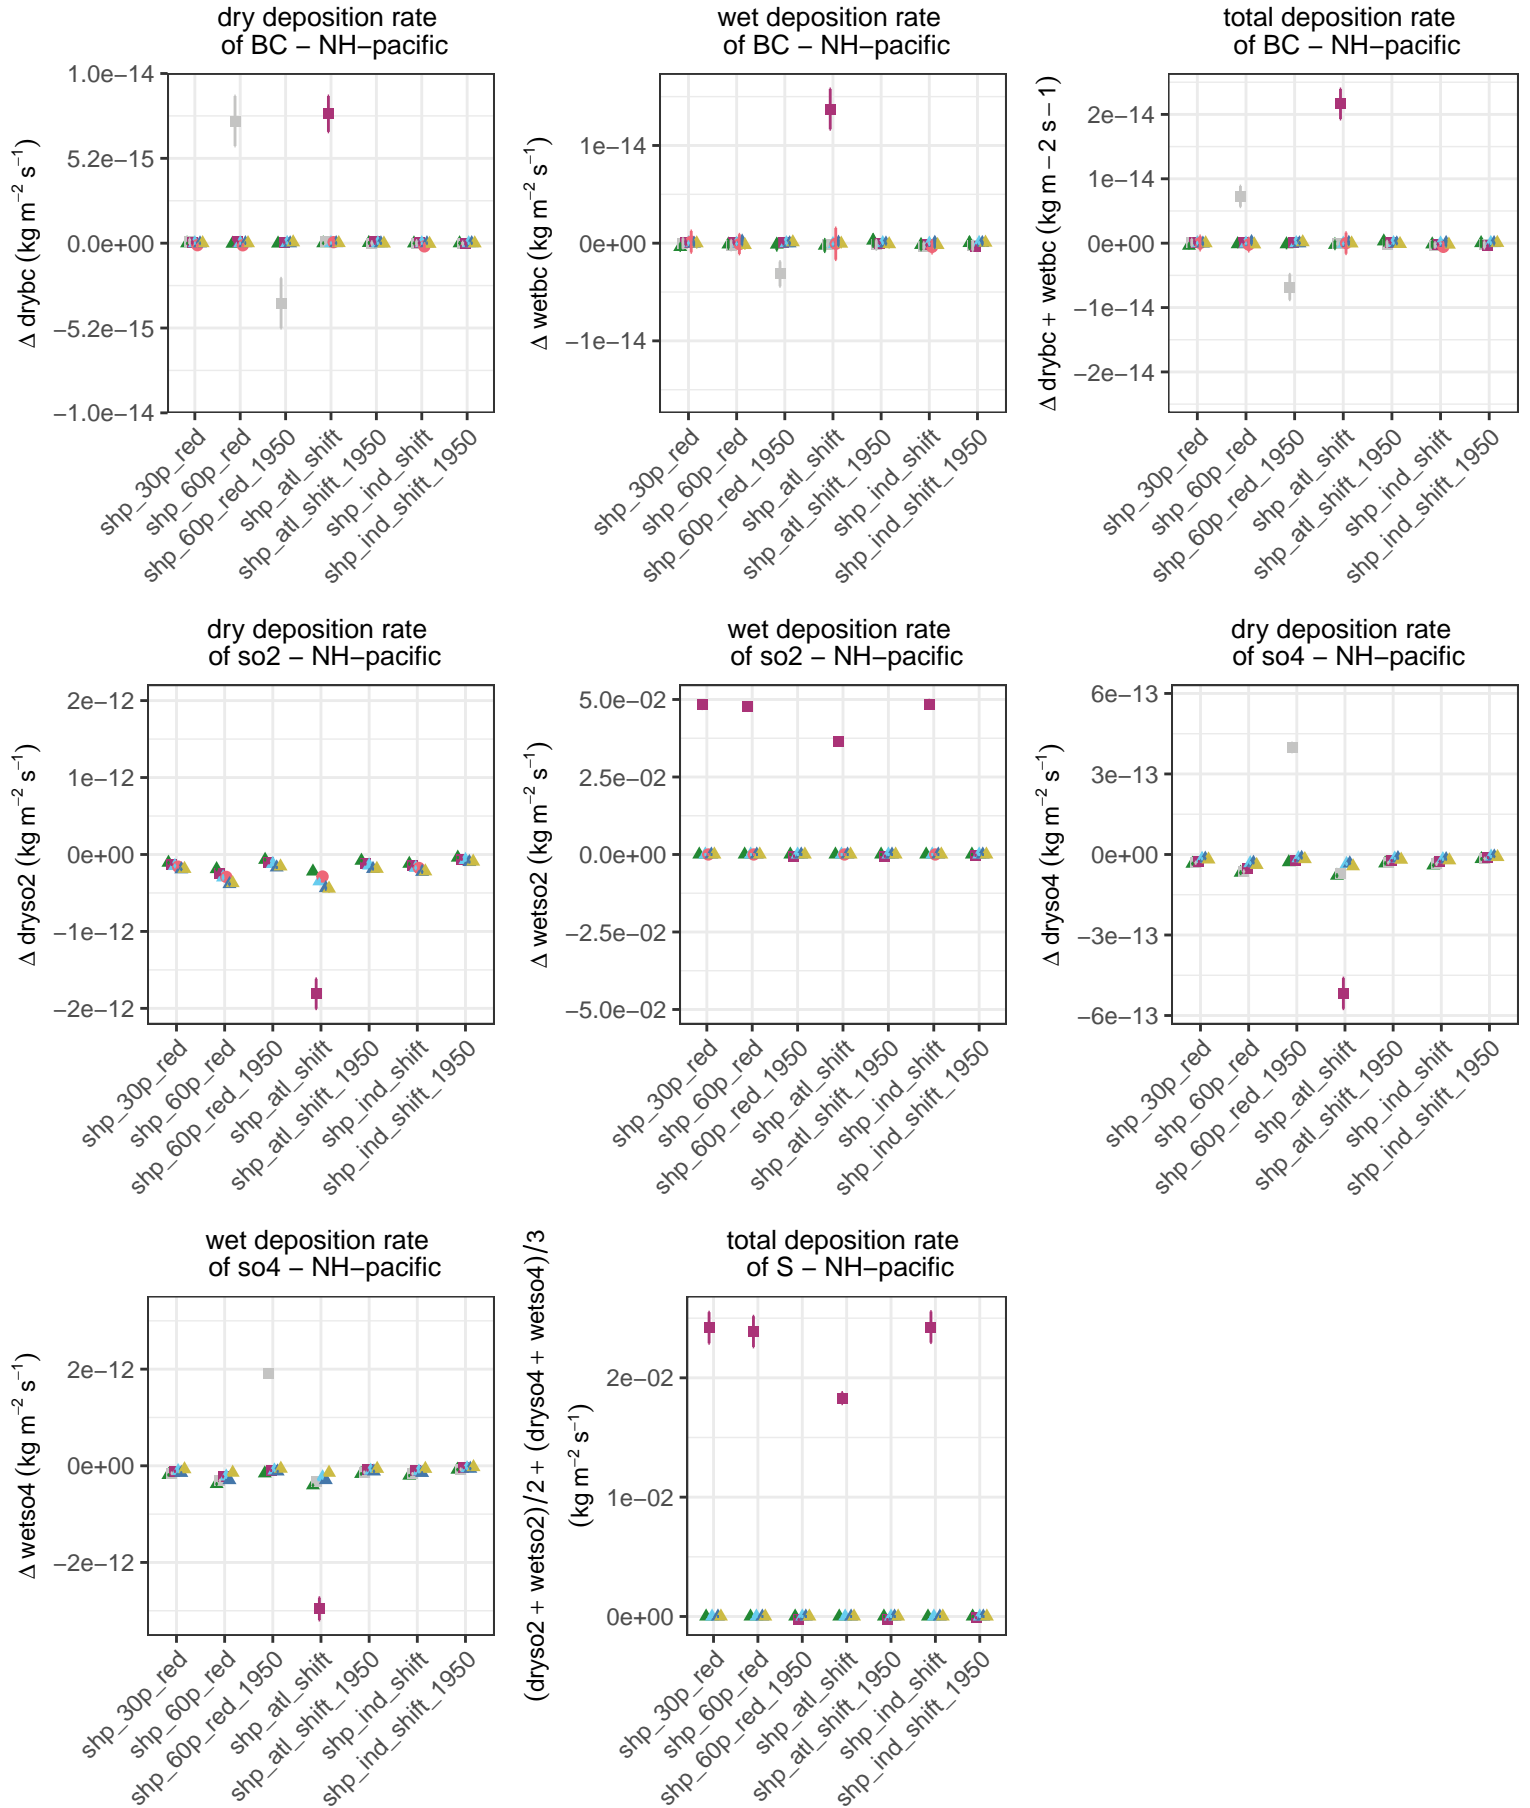 dry deposition rate
of BC − NH−pacific
Δ drybc (kg m−2 s−1)
1.0e−14
5.2e−15
0.0e+00
−5.2e−15
−1.0e−14
shp_30p_red
shp_60p_red
shp_60p_red_1950
shp_atl_shift
shp_atl_shift_1950
shp_ind_shift
shp_ind_shift_1950
wet deposition rate
of BC − NH−pacific
Δ wetbc (kg m−2 s−1)
1e−14
0e+00
−1e−14
shp_30p_red
shp_60p_red
shp_60p_red_1950
shp_atl_shift
shp_atl_shift_1950
shp_ind_shift
shp_ind_shift_1950
total deposition rate
of BC − NH−pacific
Δ drybc + wetbc (kg m − 2 s − 1)
2e−14
1e−14
0e+00
−1e−14
−2e−14
shp_30p_red
shp_60p_red
shp_60p_red_1950
shp_atl_shift
shp_atl_shift_1950
shp_ind_shift
shp_ind_shift_1950
dry deposition rate
of so2 − NH−pacific
Δ dryso2 (kg m−2 s−1)
2e−12
1e−12
0e+00
−1e−12
−2e−12
shp_30p_red
shp_60p_red
shp_60p_red_1950
shp_atl_shift
shp_atl_shift_1950
shp_ind_shift
shp_ind_shift_1950
wet deposition rate
of so2 − NH−pacific
Δ wetso2 (kg m−2 s−1)
5.0e−02
2.5e−02
0.0e+00
−2.5e−02
−5.0e−02
shp_30p_red
shp_60p_red
shp_60p_red_1950
shp_atl_shift
shp_atl_shift_1950
shp_ind_shift
shp_ind_shift_1950
dry deposition rate
of so4 − NH−pacific
Δ dryso4 (kg m−2 s−1)
6e−13
3e−13
0e+00
−3e−13
−6e−13
shp_30p_red
shp_60p_red
shp_60p_red_1950
shp_atl_shift
shp_atl_shift_1950
shp_ind_shift
shp_ind_shift_1950
wet deposition rate
of so4 − NH−pacific
Δ wetso4 (kg m−2 s−1)
2e−12
0e+00
−2e−12
shp_30p_red
shp_60p_red
shp_60p_red_1950
shp_atl_shift
shp_atl_shift_1950
shp_ind_shift
shp_ind_shift_1950
total deposition rate
of S − NH−pacific
(dryso2 + wetso2)/2 + (dryso4 + wetso4)/3
(kg m−2 s−1)
2e−02
1e−02
0e+00
shp_30p_red
shp_60p_red
shp_60p_red_1950
shp_atl_shift
shp_atl_shift_1950
shp_ind_shift
shp_ind_shift_1950